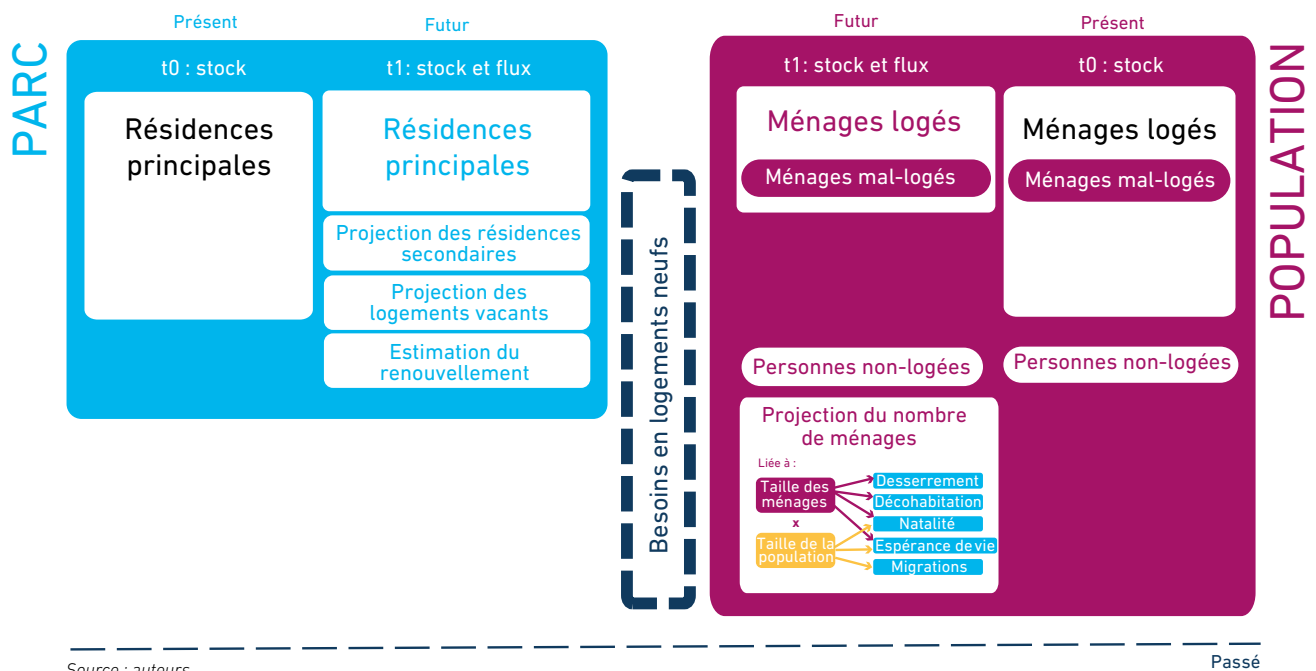 PARC
Présent
Futur
t0 : stock
t1: stock et flux
Résidences
principales
Résidences
principales
Projection des résidences
secondaires
Projection des
logements vacants
Estimation du
renouvellement
Besoins en logements neufs
Futur
Présent
t1: stock et flux
t0 : stock
Ménages logés
Ménages mal-logés
Ménages logés
Ménages mal-logés
Personnes non-logées
Personnes non-logées
Projection du nombre
de ménages
Liée à :
Taille des
ménages
x
Taille de la
population
Desserrement
Décohabitation
Natalité
Espérance de vie
Migrations
POPULATION
Passé
Source : auteurs